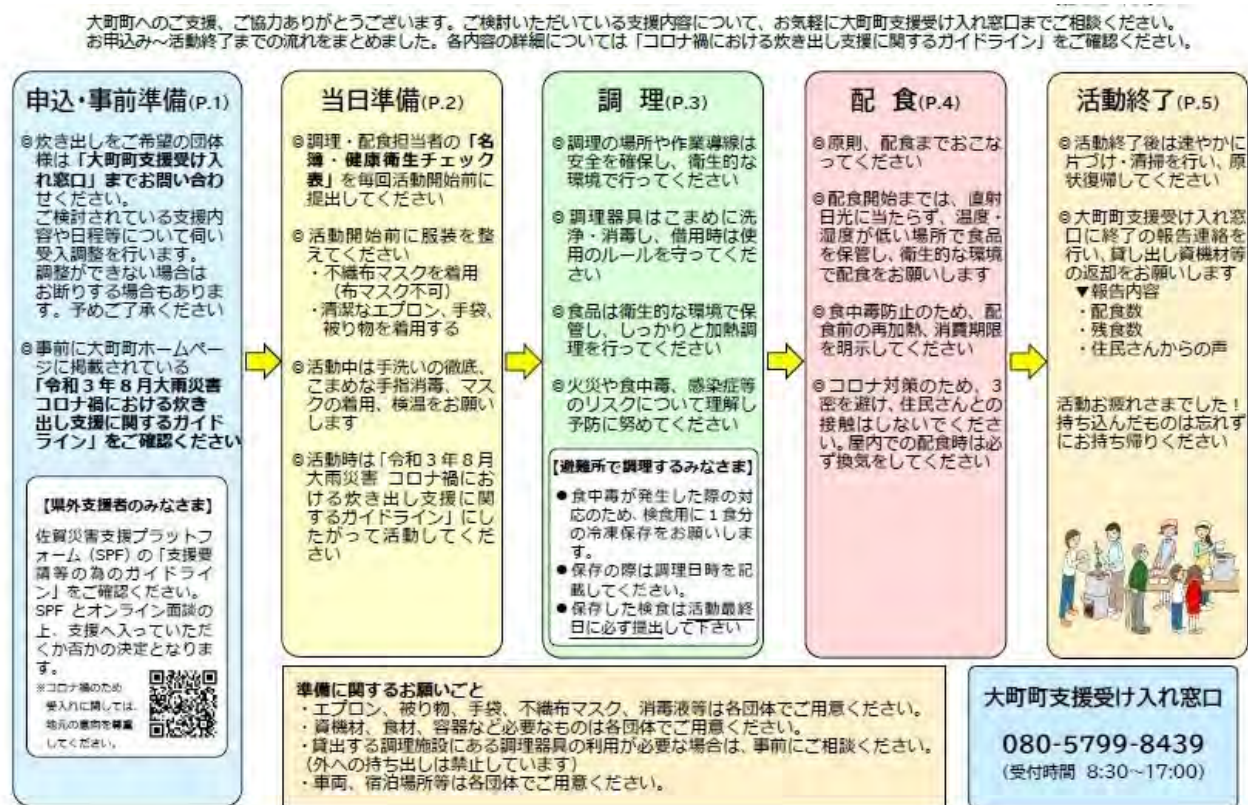 大町町へのご支援、ご協力ありがとうございます。ご検討いただいている支援内容について、お気軽に大町町支援受け入れ窓口までご相談ください。
お申込み～活動終了までの流れをまとめました。各内容の詳細については「コロナ禍における炊き出し支援に関するガイドライン」をご確認ください。
申込・事前準備(P.1)
◎炊き出しをご希望の団体
様は「大町町支援受け入
れ窓口」までお問い合わ
せください。
ご検討されている支援内
容や日程等について伺い
受入調整を行います。
調整ができない場合は
お断りする場合もありま
す。予めご了承ください
◎事前に大町町ホームペー
ジに掲載されている
「令和３年８月大雨災害
コロナ禍における炊き
出し支援に関するガイド
ライン」をご確認ください
【県外支援者のみなさま】
佐賀災害支援プラットフ
ォーム（SPF）の「支援要
請等の為のガイドライ
ン」をご確認ください。
SPF とオンライン面談の
上、支援へ入っていただ
くか否かの決定となりま
す。
※コロナ禍のため
受入れに関しては、
地元の意向を尊重
してください。
当日準備(P.2)
◎調理・配食担当者の「名
簿・健康衛生チェック
表」を毎回活動開始前に
提出してください
◎活動開始前に服装を整
えてください
・不織布マスクを着用
（布マスク不可）
・清潔なエプロン、手袋、
被り物を着用する
◎活動中は手洗いの徹底、
こまめな手指消毒、マス
クの着用、検温をお願い
します
◎活動時は「令和３年８月
大雨災害 コロナ禍にお
ける炊き出し支援に関
するガイドライン」にし
たがって活動してくだ
さい
調 理(P.3)
◎調理の場所や作業導線は
安全を確保し、衛生的な
環境で行ってください
◎調理器具はこまめに洗
浄・消毒し、借用時は使
用のルールを守ってくだ
さい
◎食品は衛生的な環境で保
管し、しっかりと加熱調
理を行ってください
◎火災や食中毒、感染症等
のリスクについて理解し
予防に努めてください
【避難所で調理するみなさま】
●食中毒が発生した際の対
応のため、検食用に１食分
の冷凍保存をお願いしま
す。
●保存の際は調理日時を記
載してください。
●保存した検食は活動最終
日に必ず提出して下さい
配 食(P.4)
◎原則、配食までおこな
ってください
◎配食開始までは、直射
日光に当たらず、温度・
湿度が低い場所で食品
を保管し、衛生的な環境
で配食をお願いします
◎食中毒防止のため、配
食前の再加熱、消費期限
を明示してください
◎コロナ対策のため、３
密を避け、住民さんとの
接触はしないでくださ
い。屋内での配食時は必
ず換気をしてください
活動終了(P.5)
◎活動終了後は速やかに
片づけ・清掃を行い、原
状復帰してください
◎大町町支援受け入れ窓
口に終了の報告連絡を
行い、貸し出し資機材等
の返却をお願いします
▼報告内容
・配食数
・残食数
・住民さんからの声
活動お疲れさまでした！
持ち込んだものは忘れず
にお持ち帰りください
準備に関するお願いごと
・エプロン、被り物、手袋、不織布マスク、消毒液等は各団体でご用意ください。
・資機材、食材、容器など必要なものは各団体でご用意ください。
・貸出する調理施設にある調理器具の利用が必要な場合は、事前にご相談ください。
（外への持ち出しは禁止しています）
・車両、宿泊場所等は各団体でご用意ください。
大町町支援受け入れ窓口
080-5799-8439
（受付時間 8:30～17:00）